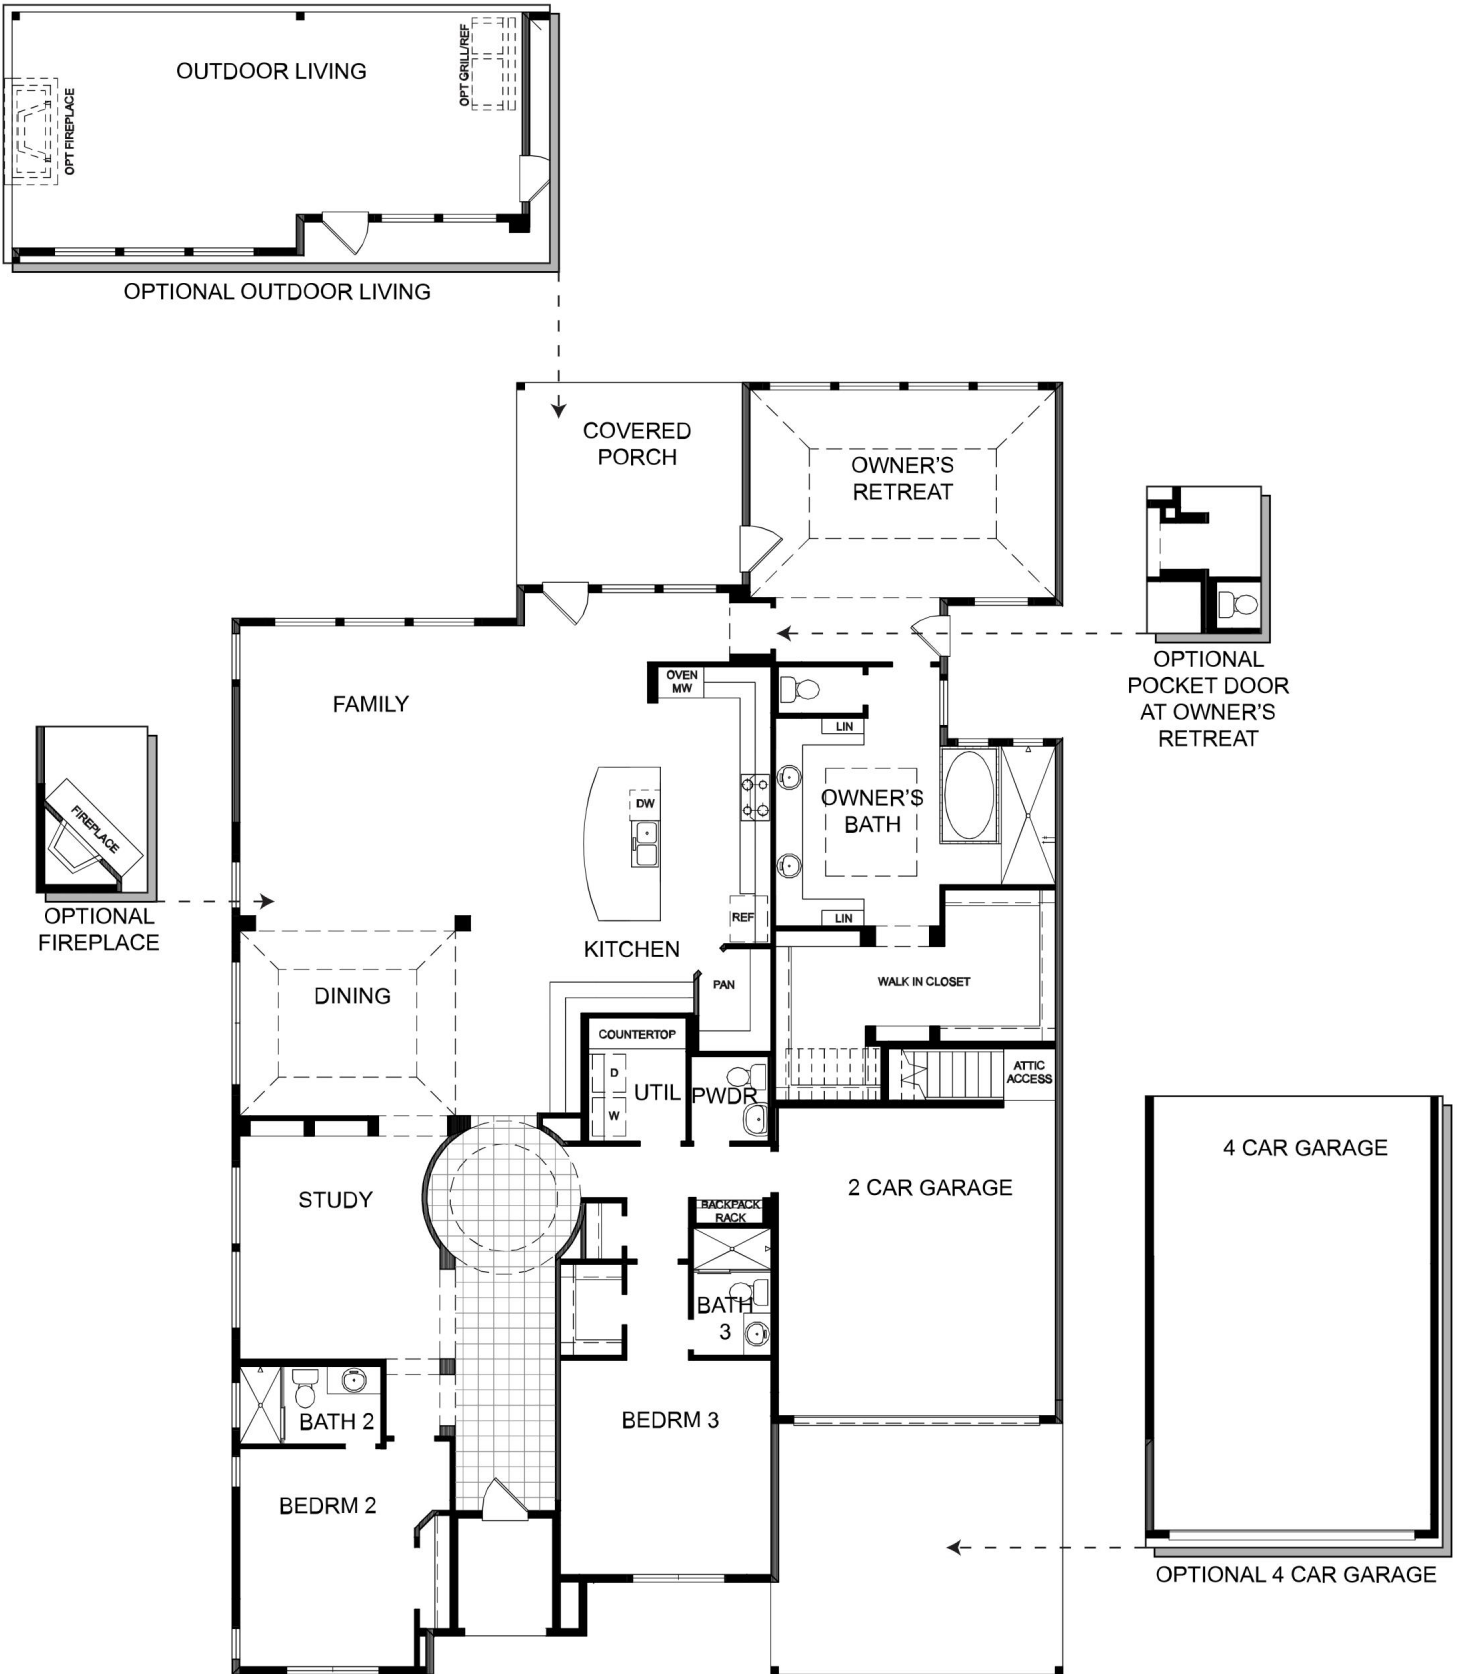 OUTDOOR LIVING
OPT GRILL/REF
OPT FIREPLACE
OPTIONAL OUTDOOR LIVING
COVERED
PORCH
OWNER'S
RETREAT
OPTIONAL
POCKET DOOR
AT OWNER'S
RETREAT
OVEN
MW
FAMILY
LIN
DW
OWNER'S
BATH
FIREPLACE
OPTIONAL
FIREPLACE
REF
LIN
KITCHEN
PAN
WALK IN CLOSET
DINING
COUNTERTOP
D
W
UTIL
PWDR
ATTIC
ACCESS
4 CAR GARAGE
2 CAR GARAGE
STUDY
BACKPACK
RACK
BATH
3
BATH 2
BEDRM 3
BEDRM 2
OPTIONAL 4 CAR GARAGE